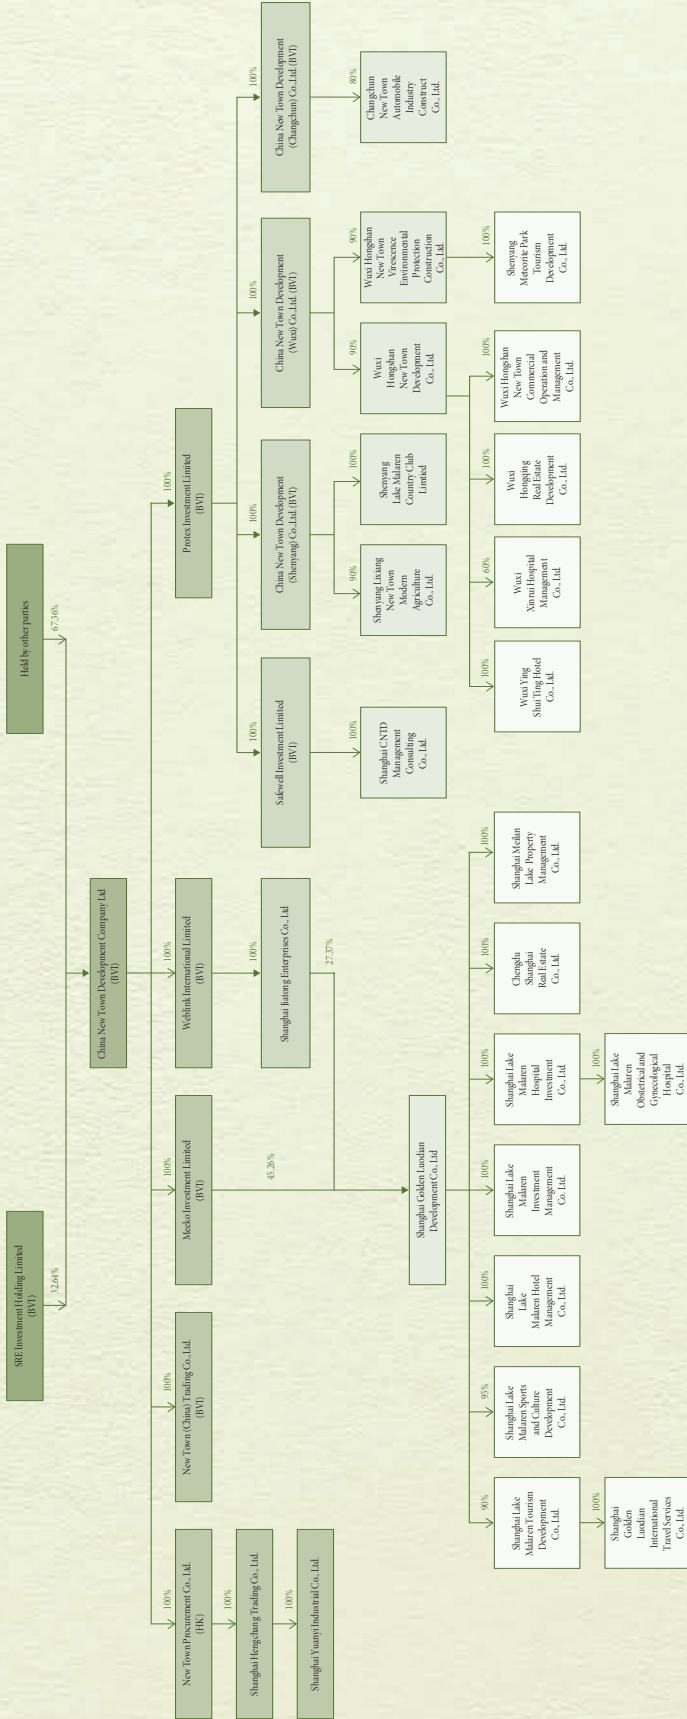 SRE Investment Holding Limited
(BVI)
32.64%
Held by other parties
67.36%
China New Town Development Company Ltd
(BVI)
100%
New Town Procurement Co., Ltd.
(HK)
100%
New Town (China) Trading Co., Ltd.
(BVI)
100%
Meeko Investment Limited
(BVI)
100%
Weblink International Limited
(BVI)
100%
Protex Investment Limited
(BVI)
100%
Shanghai Hengchang Trading Co., Ltd.
100%
Shanghai Yuanyi Industrial Co., Ltd.
45.26%
100%
Shanghai Jiatong Enterprises Co., Ltd
27.37%
100%
Safewell Investment Limited
(BVI)
100%
China New Town Development
(Shenyang) Co.,Ltd. (BVI)
100%
China New Town Development
(Wuxi) Co.,Ltd. (BVI)
100%
China New Town Development
(Changchun) Co.,Ltd. (BVI)
100%
Shanghai CNTD
Management
Consulting
Co., Ltd.
90%
Shenyang Lixiang
New Town
Modern
Agriculture
Co., Ltd.
100%
Shenyang
Lake Malaren
Country Club
Limtied
90%
Wuxi
Hongshan
New Town
Development
Co., Ltd.
90%
Wuxi Hongshan
New Town
Virescence
Environmental
Protection
Construction
Co., Ltd.
80%
Changchun
New Town
Automobile
Industry
Construct
Co., Ltd.
Shanghai Golden Luodian
Development Co., Ltd
90%
Shanghai Lake
Malaren Tourism
Development
Co., Ltd.
95%
Shanghai Lake
Malaren Sports
and Culture
Development
Co., Ltd.
100%
Shanghai
Lake
Malaren Hotel
Management
Co., Ltd.
100%
Shanghai Lake
Malaren
Investment
Management
Co. Ltd.
100%
Shanghai Lake
Malaren
Hospital
Investment
Co., Ltd.
100%
Chengdu
Shanghai
Real Estate
Co., Ltd.
100%
Shanghai Meilan
Lake Property
Management
Co., Ltd.
100%
Wuxi Ying
Shui Ting Hotel
Co., Ltd.
60%
Wuxi
Xinrui Hospital
Management
Co., Ltd.
100%
Wuxi
Hongqing
Real Estate
Development
Co., Ltd.
100%
Wuxi Hongshan
New Town
Commercial
Operation and
Management
Co., Ltd.
100%
Shenyang
Meteorite Park
Tourism
Development
Co., Ltd.
100%
Shanghai
Golden
Luodian
International
Travel Services
Co., Ltd.
100%
Shanghai Lake
Malaren
Obstetrical and
Gynecological
Hospital
Co., Ltd.